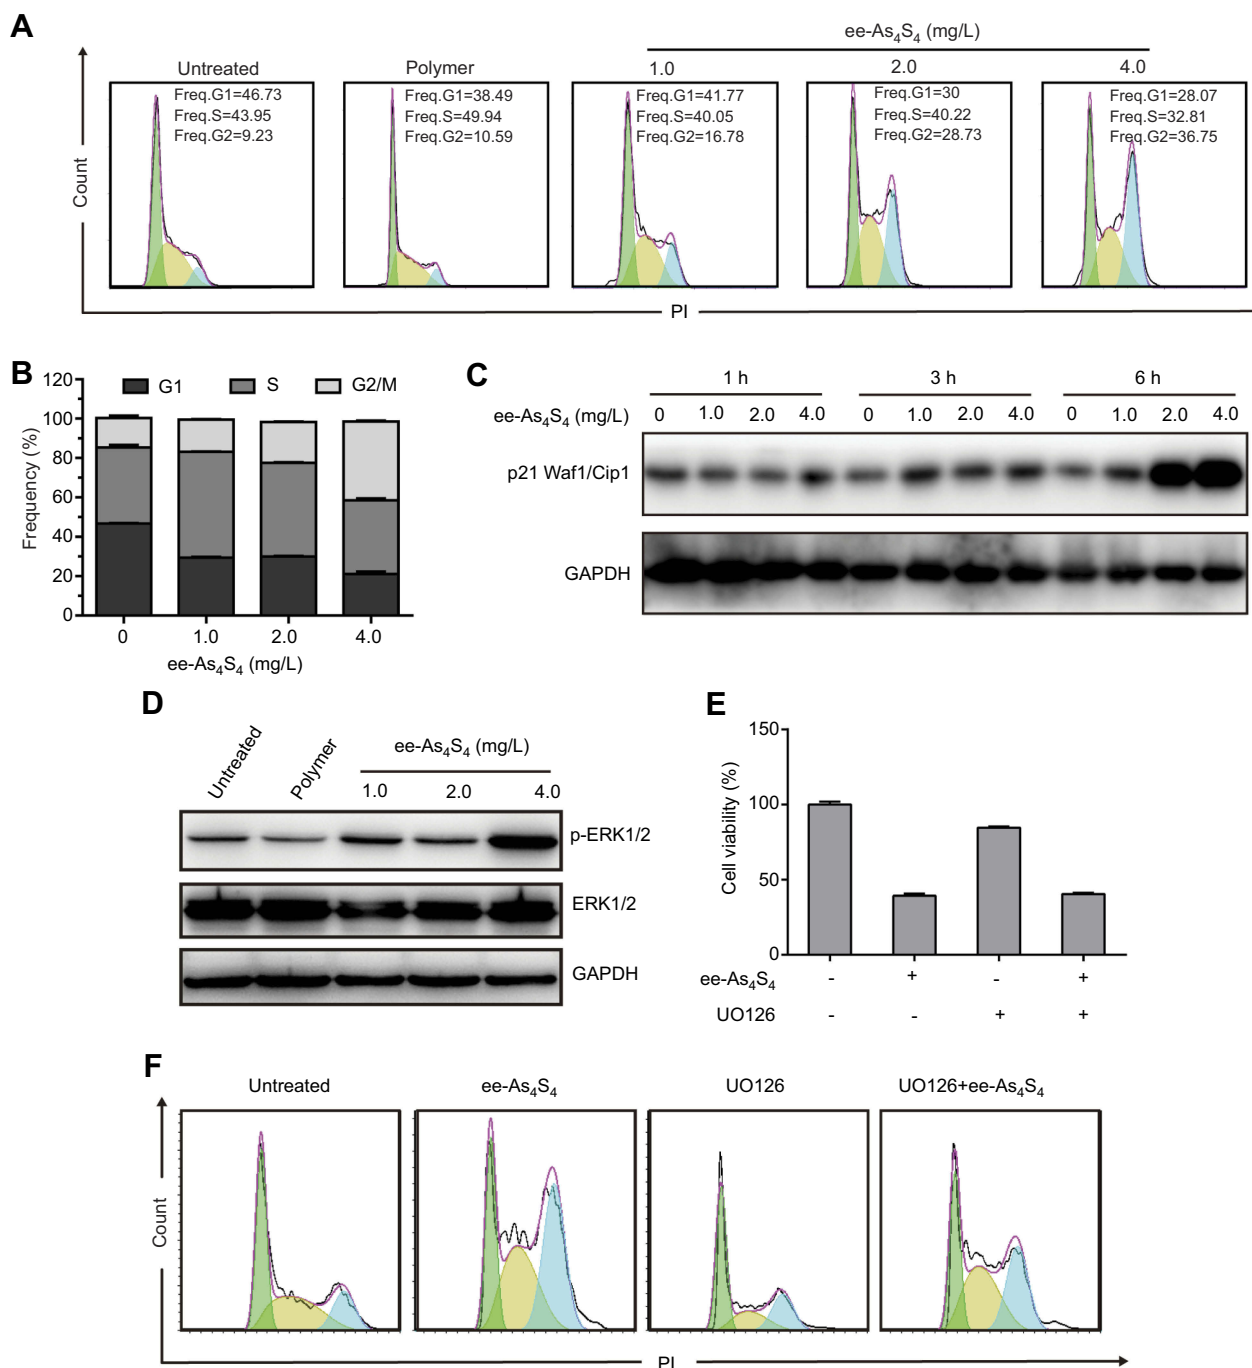 A
ee-As₄S₄ (mg/L)
Untreated Polymer 1.0 2.0 4.0
Freq.G1=46.73
Freq.S=43.95
Freq.G2=9.23
Freq.G1=38.49
Freq.S=49.94
Freq.G2=10.59
Freq.G1=41.77
Freq.S=40.05
Freq.G2=16.78
Freq.G1=30
Freq.S=40.22
Freq.G2=28.73
Freq.G1=28.07
Freq.S=32.81
Freq.G2=36.75
Count
PI
B
G1 S G2/M
Frequency (%)
120
100
80
60
40
20
0
0 1.0 2.0 4.0
ee-As₄S₄ (mg/L)
C
1 h 3 h 6 h
ee-As₄S₄ (mg/L) 0 1.0 2.0 4.0 0 1.0 2.0 4.0 0 1.0 2.0 4.0
p21 Waf1/Cip1
GAPDH
D
Untreated Polymer ee-As₄S₄ (mg/L)
1.0 2.0 4.0
p-ERK1/2
ERK1/2
GAPDH
E
Cell viability (%)
150
100
50
0
ee-As₄S₄ - + - +
UO126 - - + +
F
Untreated ee-As₄S₄ UO126 UO126+ee-As₄S₄
Count
PI